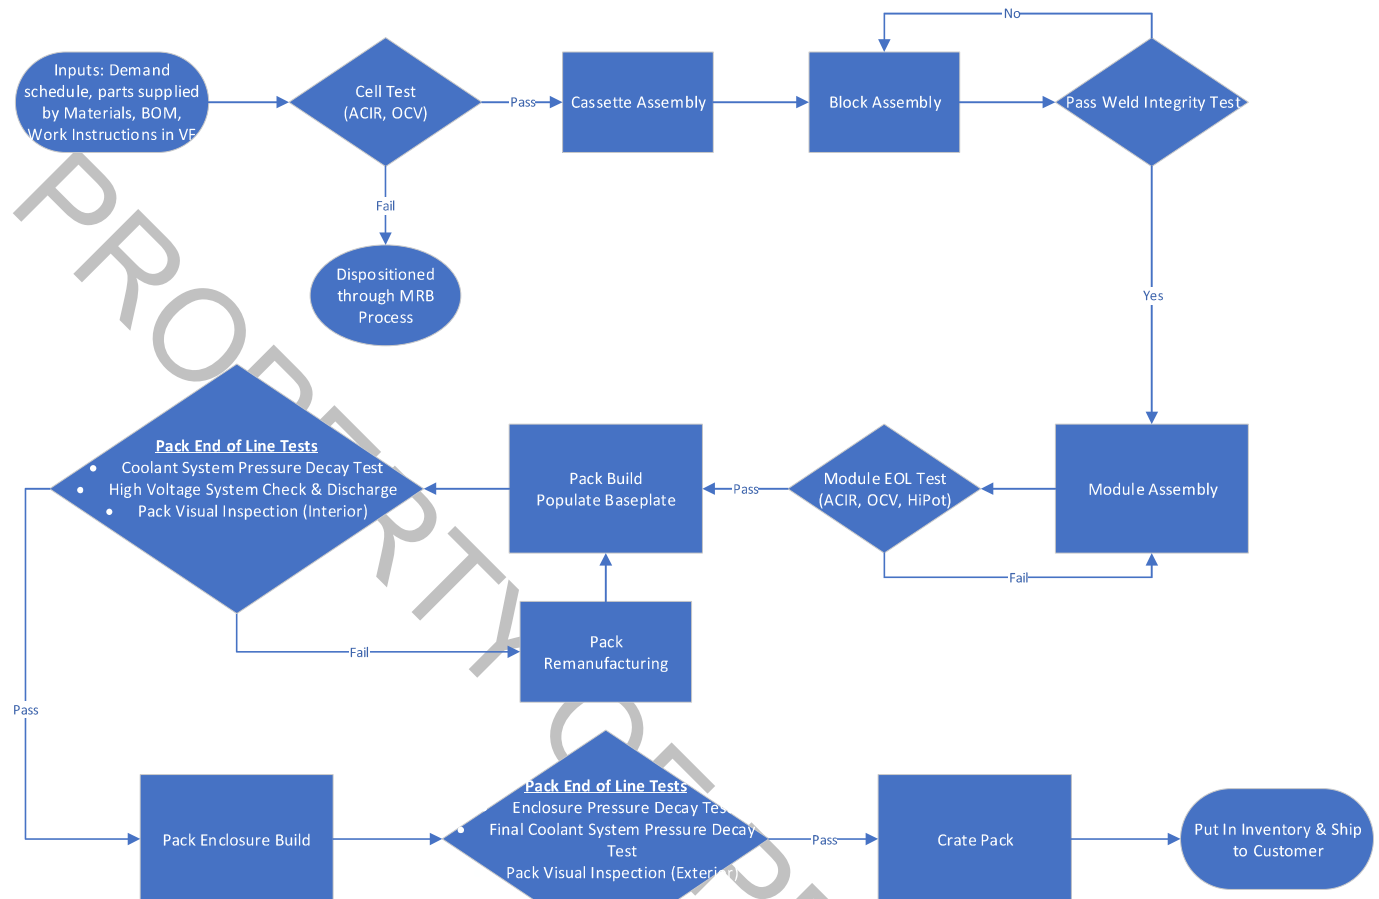 No
Inputs: Demand
schedule, parts supplied
by Materials, BOM,
Work Instructions in VF
Cell Test
(ACIR, OCV)
Pass
Cassette Assembly
Block Assembly
Pass Weld Integrity Test
Fail
Dispositioned
through MRB
Process
Yes
Pack End of Line Tests
• Coolant System Pressure Decay Test
• High Voltage System Check & Discharge
• Pack Visual Inspection (Interior)
Pack Build
Populate Baseplate
Pass
Module EOL Test
(ACIR, OCV, HiPot)
Module Assembly
Fail
Pack
Remanufacturing
Fail
Pass
Pack Enclosure Build
Pack End of Line Tests
Enclosure Pressure Decay Tes
• Final Coolant System Pressure Decay
Test
Pack Visual Inspection (Exterior)
Pass
Crate Pack
Put In Inventory & Ship
to Customer
PROPERTY OF